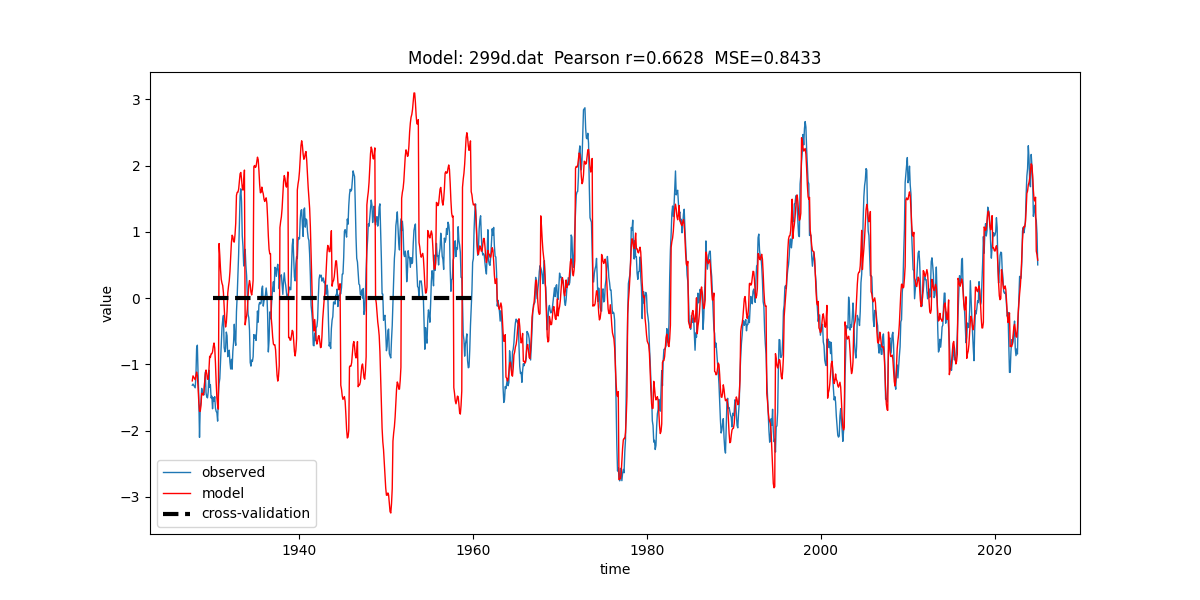 Model: 299d.dat  Pearson r=0.6628  MSE=0.8433
value
3
2
1
0
−1
−2
−3
observed
model
cross-validation
1940
1960
1980
2000
2020
time